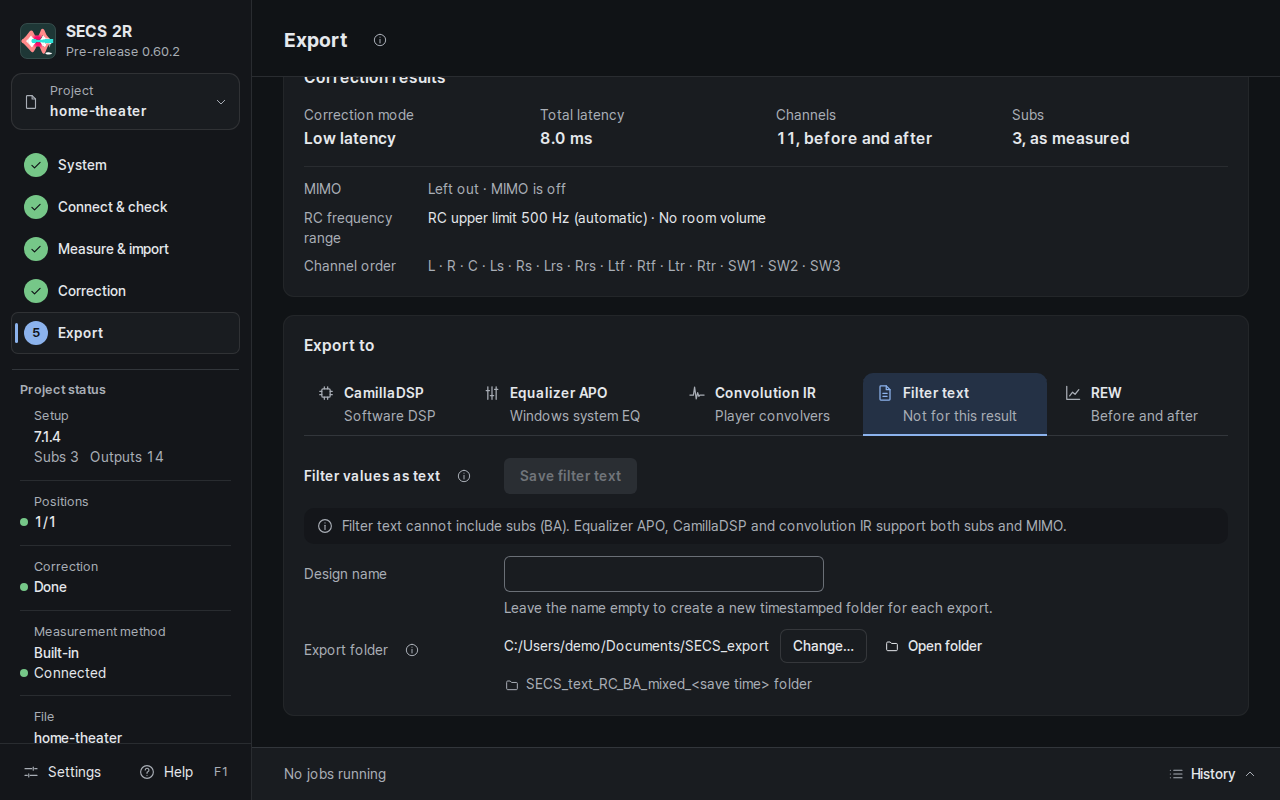 SECS 2R
Pre-release 0.60.2
Project
home-theater
System
Connect & check
Measure & import
Correction
5 Export
Project status
Setup
7.1.4
Subs 3 Outputs 14
Positions
1/1
Correction
Done
Measurement method
Built-in
Connected
File
home-theater
Settings
Help F1
Export
Correction results
Correction mode
Low latency
Total latency
8.0 ms
Channels
11, before and after
Subs
3, as measured
MIMO
Left out · MIMO is off
RC frequency range
RC upper limit 500 Hz (automatic) · No room volume
Channel order
L · R · C · Ls · Rs · Lrs · Rrs · Ltf · Rtf · Ltr · Rtr · SW1 · SW2 · SW3
Export to
CamillaDSP
Software DSP
Equalizer APO
Windows system EQ
Convolution IR
Player convolvers
Filter text
Not for this result
REW
Before and after
Filter values as text
Save filter text
Filter text cannot include subs (BA). Equalizer APO, CamillaDSP and convolution IR support both subs and MIMO.
Design name
Leave the name empty to create a new timestamped folder for each export.
Export folder
C:/Users/demo/Documents/SECS_export
Change...
Open folder
SECS_text_RC_BA_mixed_<save time> folder
No jobs running
History